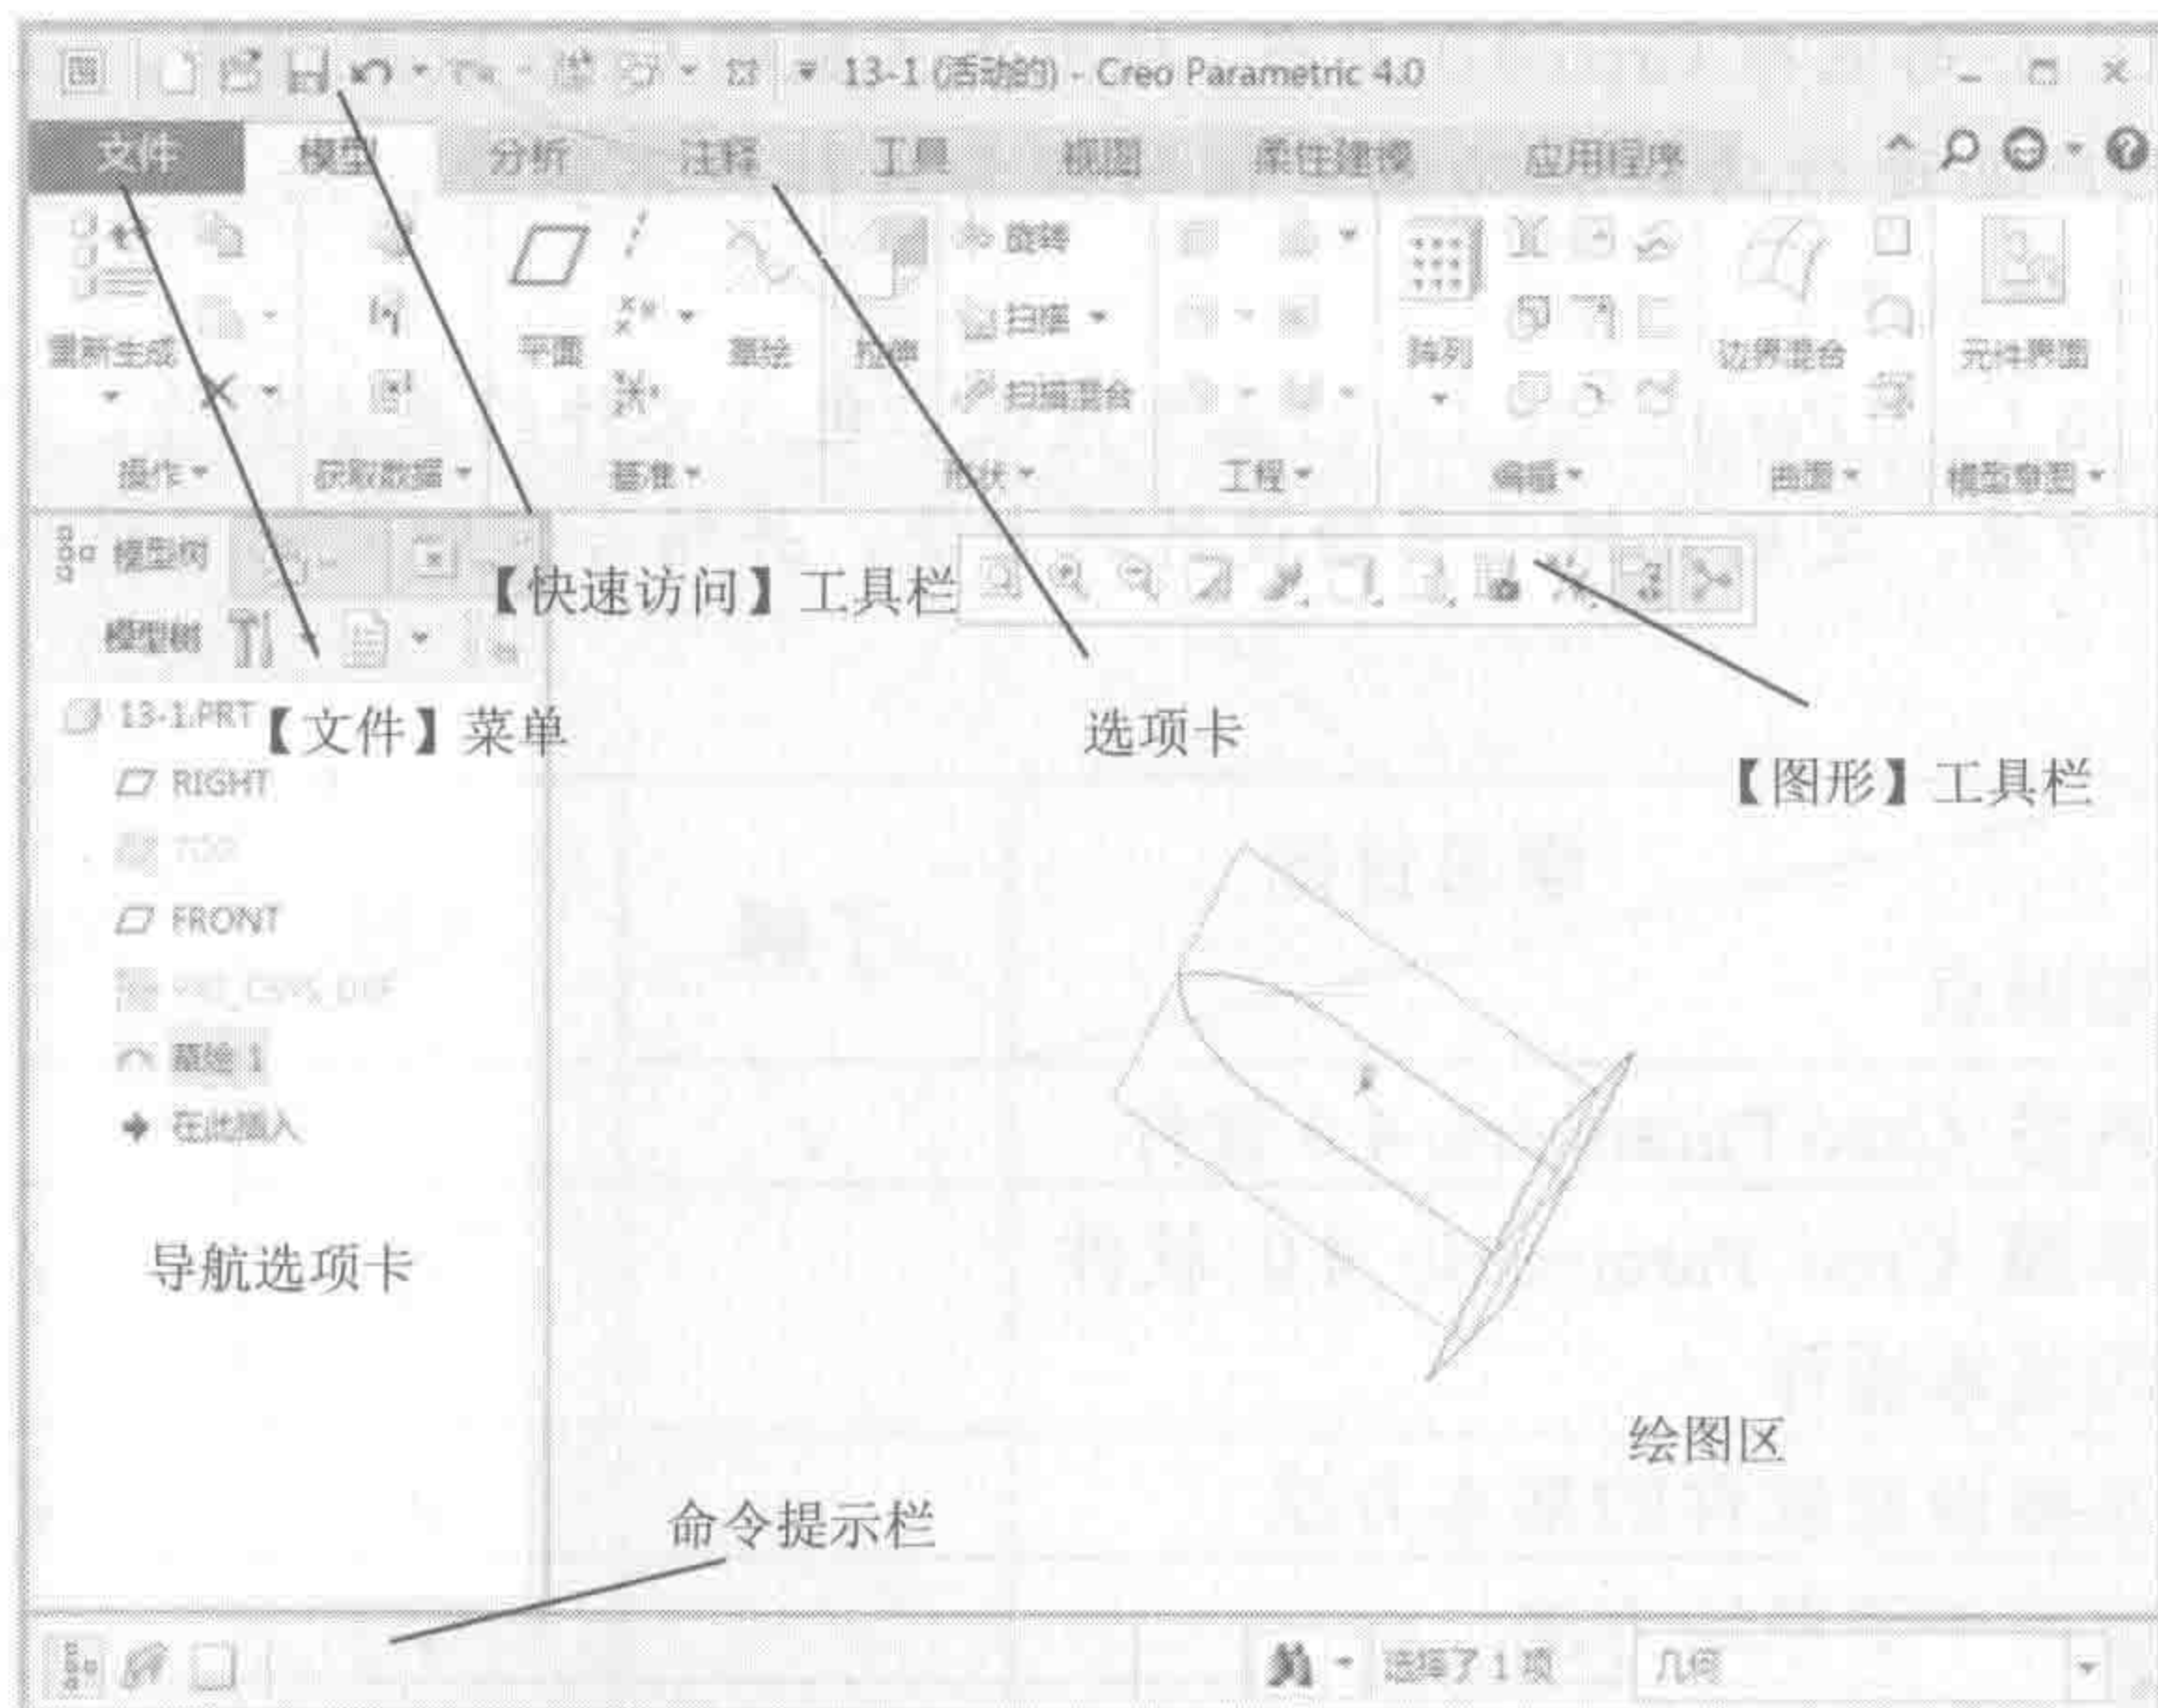 13-1 (活动的) - Creo Parametric 4.0
文件 模型 分析 注释 工具 视图 柔性建模 应用程序
旋转
扫描
重新生成 平面 草绘 拉伸 阵列 边界混合 元件界面
扫描混合
操作 获取数据 基准 形状 工程 编辑 曲面 模型意图
模型树
【快速访问】工具栏
模型树
13-1.PRT
【文件】菜单
选项卡
【图形】工具栏
RIGHT
TOP
FRONT
草绘 1
在此插入
导航选项卡
绘图区
命令提示栏
选择了 1 项 几何